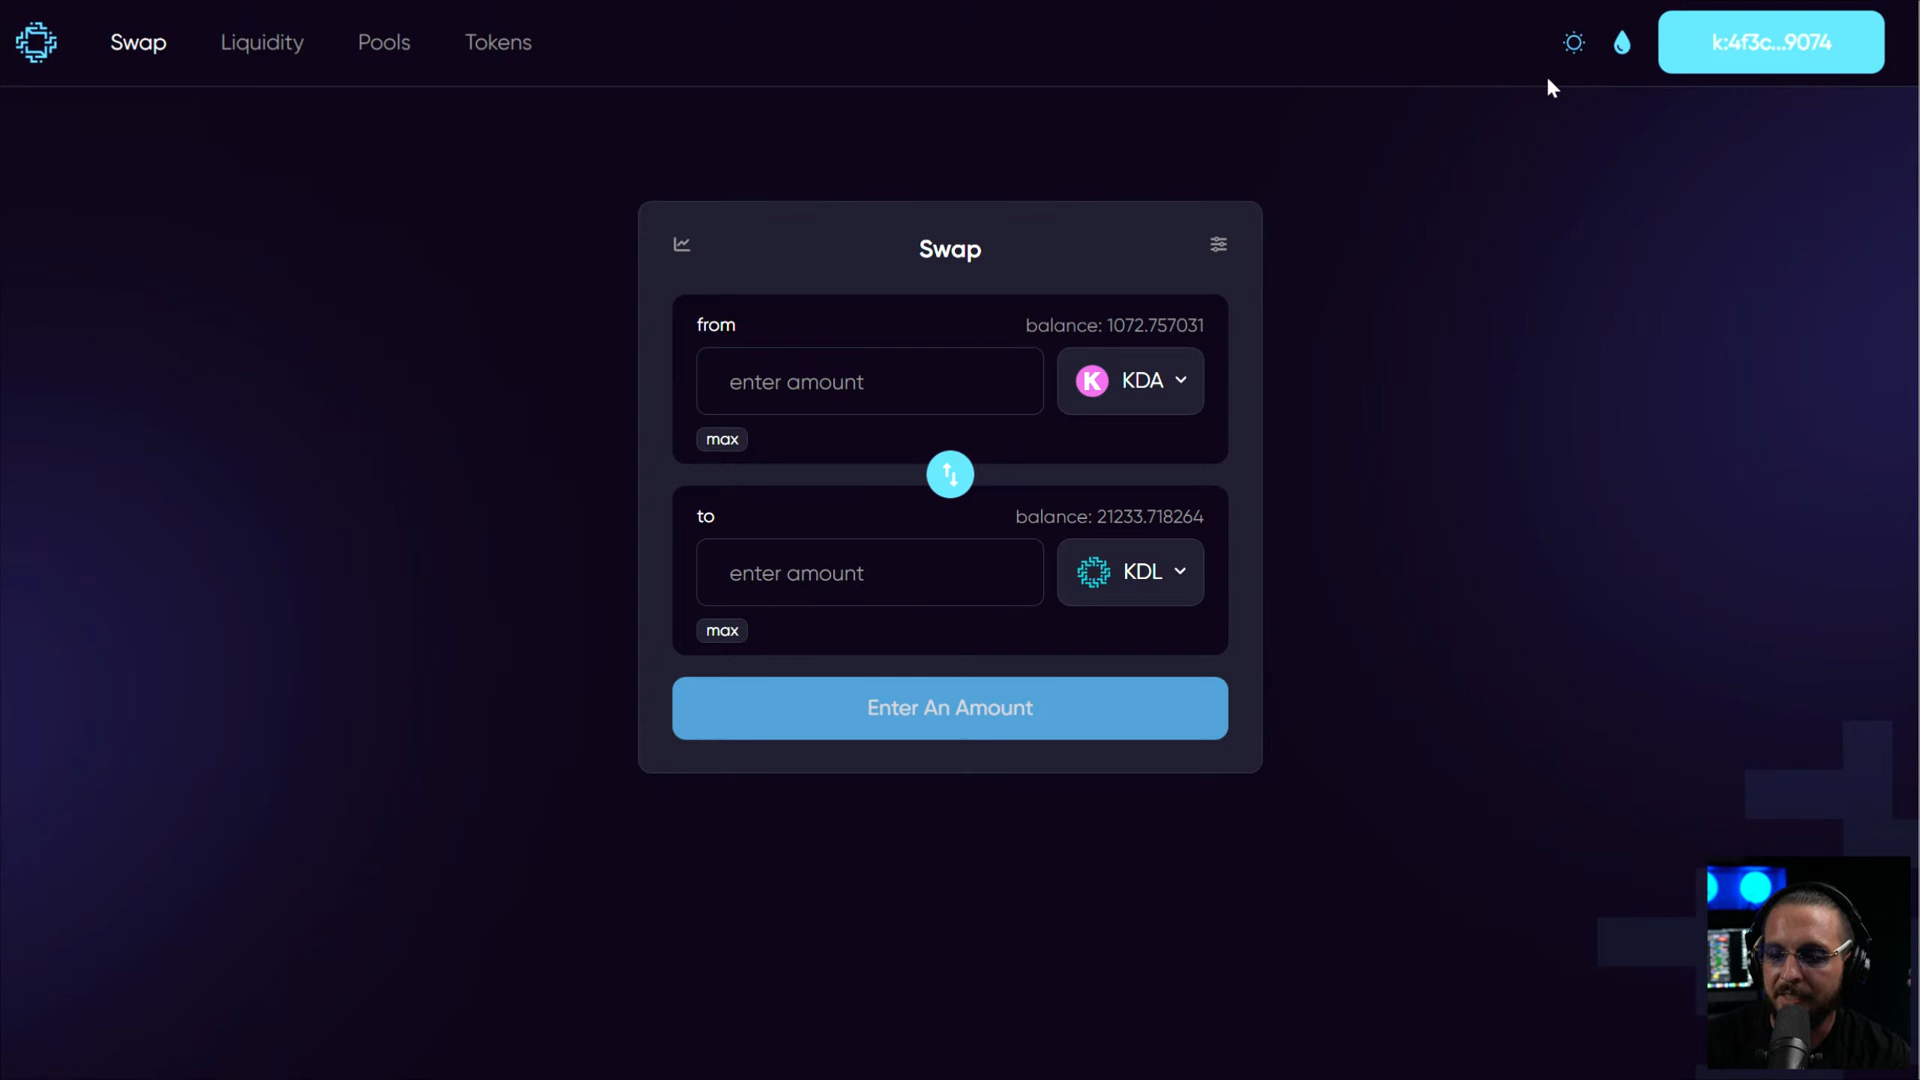 Swap
Liquidity
Pools
Tokens
k:4f3c...9074
Swap
from
balance: 1072.757031
enter amount
K
KDA
max
to
balance: 21233.718264
enter amount
KDL
max
Enter An Amount